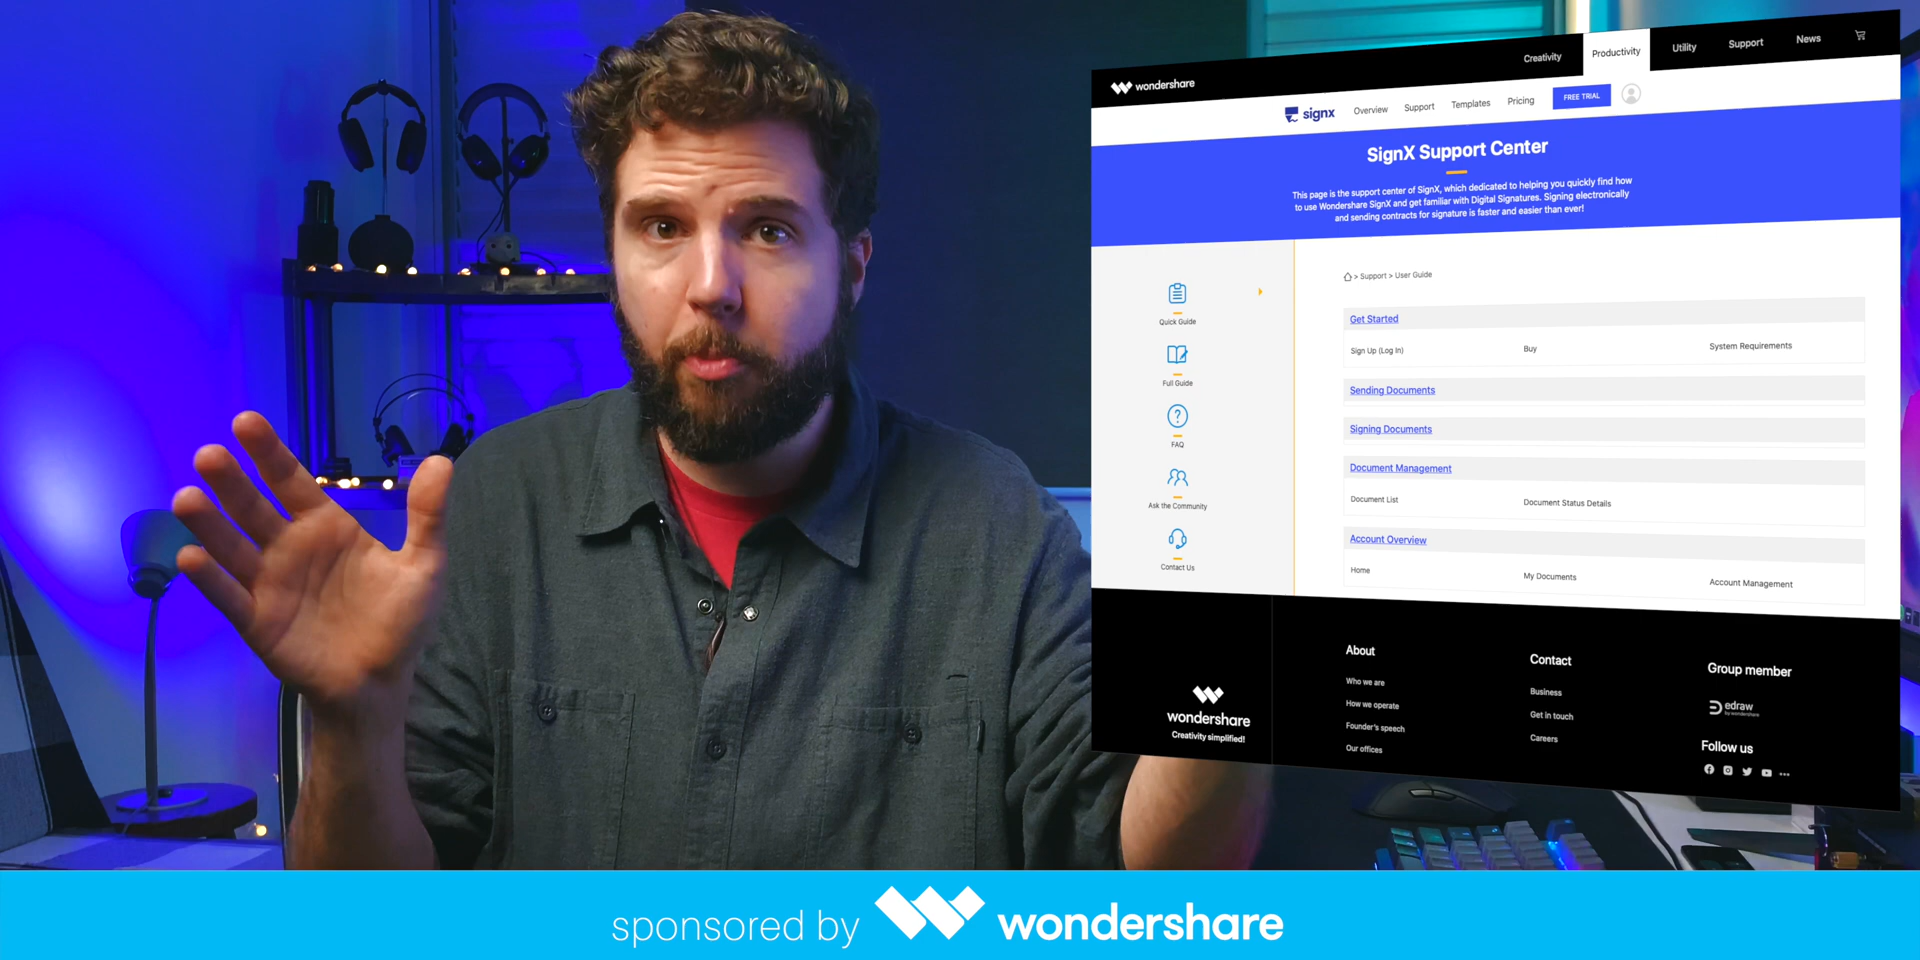 wondershare
Creativity
Productivity
Utility
Support
News
signx
Overview
Support
Templates
Pricing
FREE TRIAL
SignX Support Center
This page is the support center of SignX, which dedicated to helping you quickly find how
to use Wondershare SignX and get familiar with Digital Signatures. Signing electronically
and sending contracts for signature is faster and easier than ever!
Quick Guide
Full Guide
FAQ
Ask the Community
Contact Us
> Support > User Guide
Get Started
Sign Up (Log In)
Buy
System Requirements
Sending Documents
Signing Documents
Document Management
Document List
Document Status Details
Account Overview
Home
My Documents
Account Management
wondershare
Creativity simplified!
About
Who we are
How we operate
Founder's speech
Our offices
Contact
Business
Get in touch
Careers
Group member
edraw
by wondershare
Follow us
sponsored by wondershare